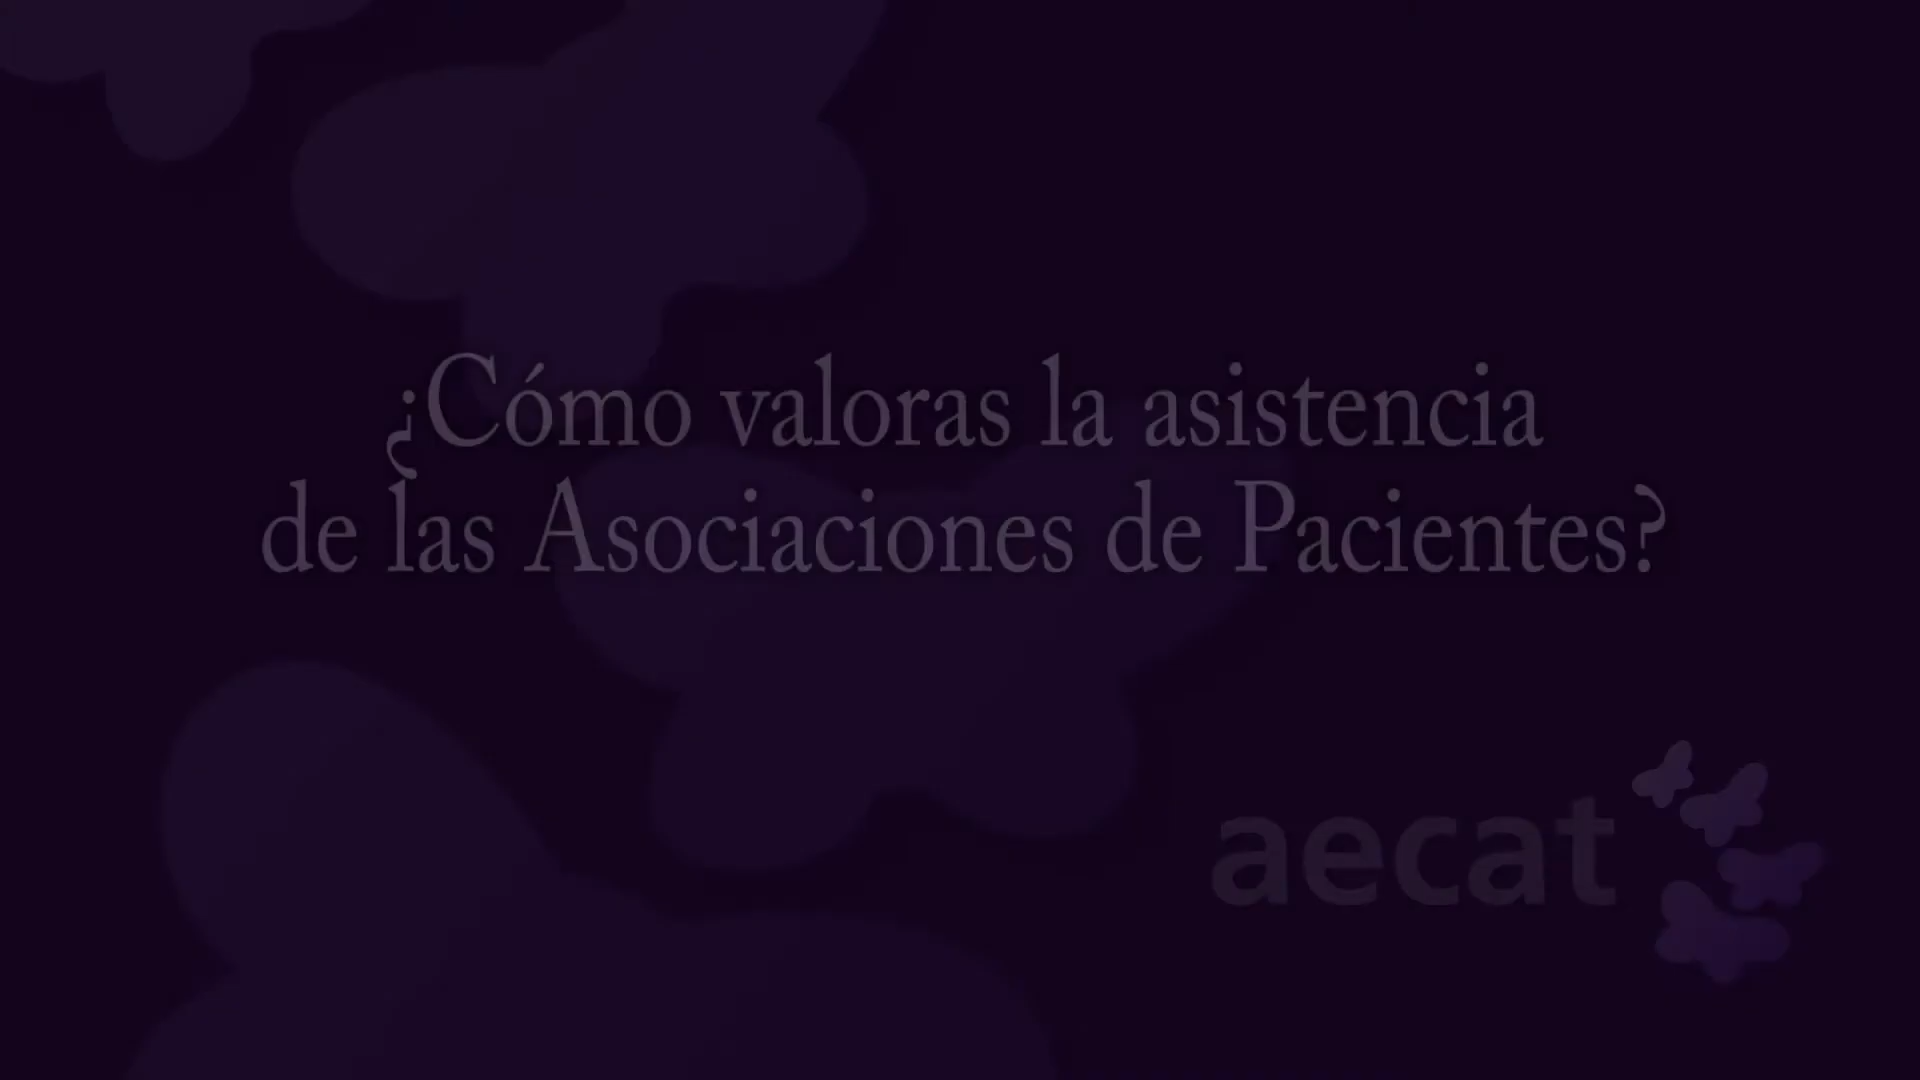 ¿Cómo valoras la asistencia
de las Asociaciones de Pacientes?
aecat